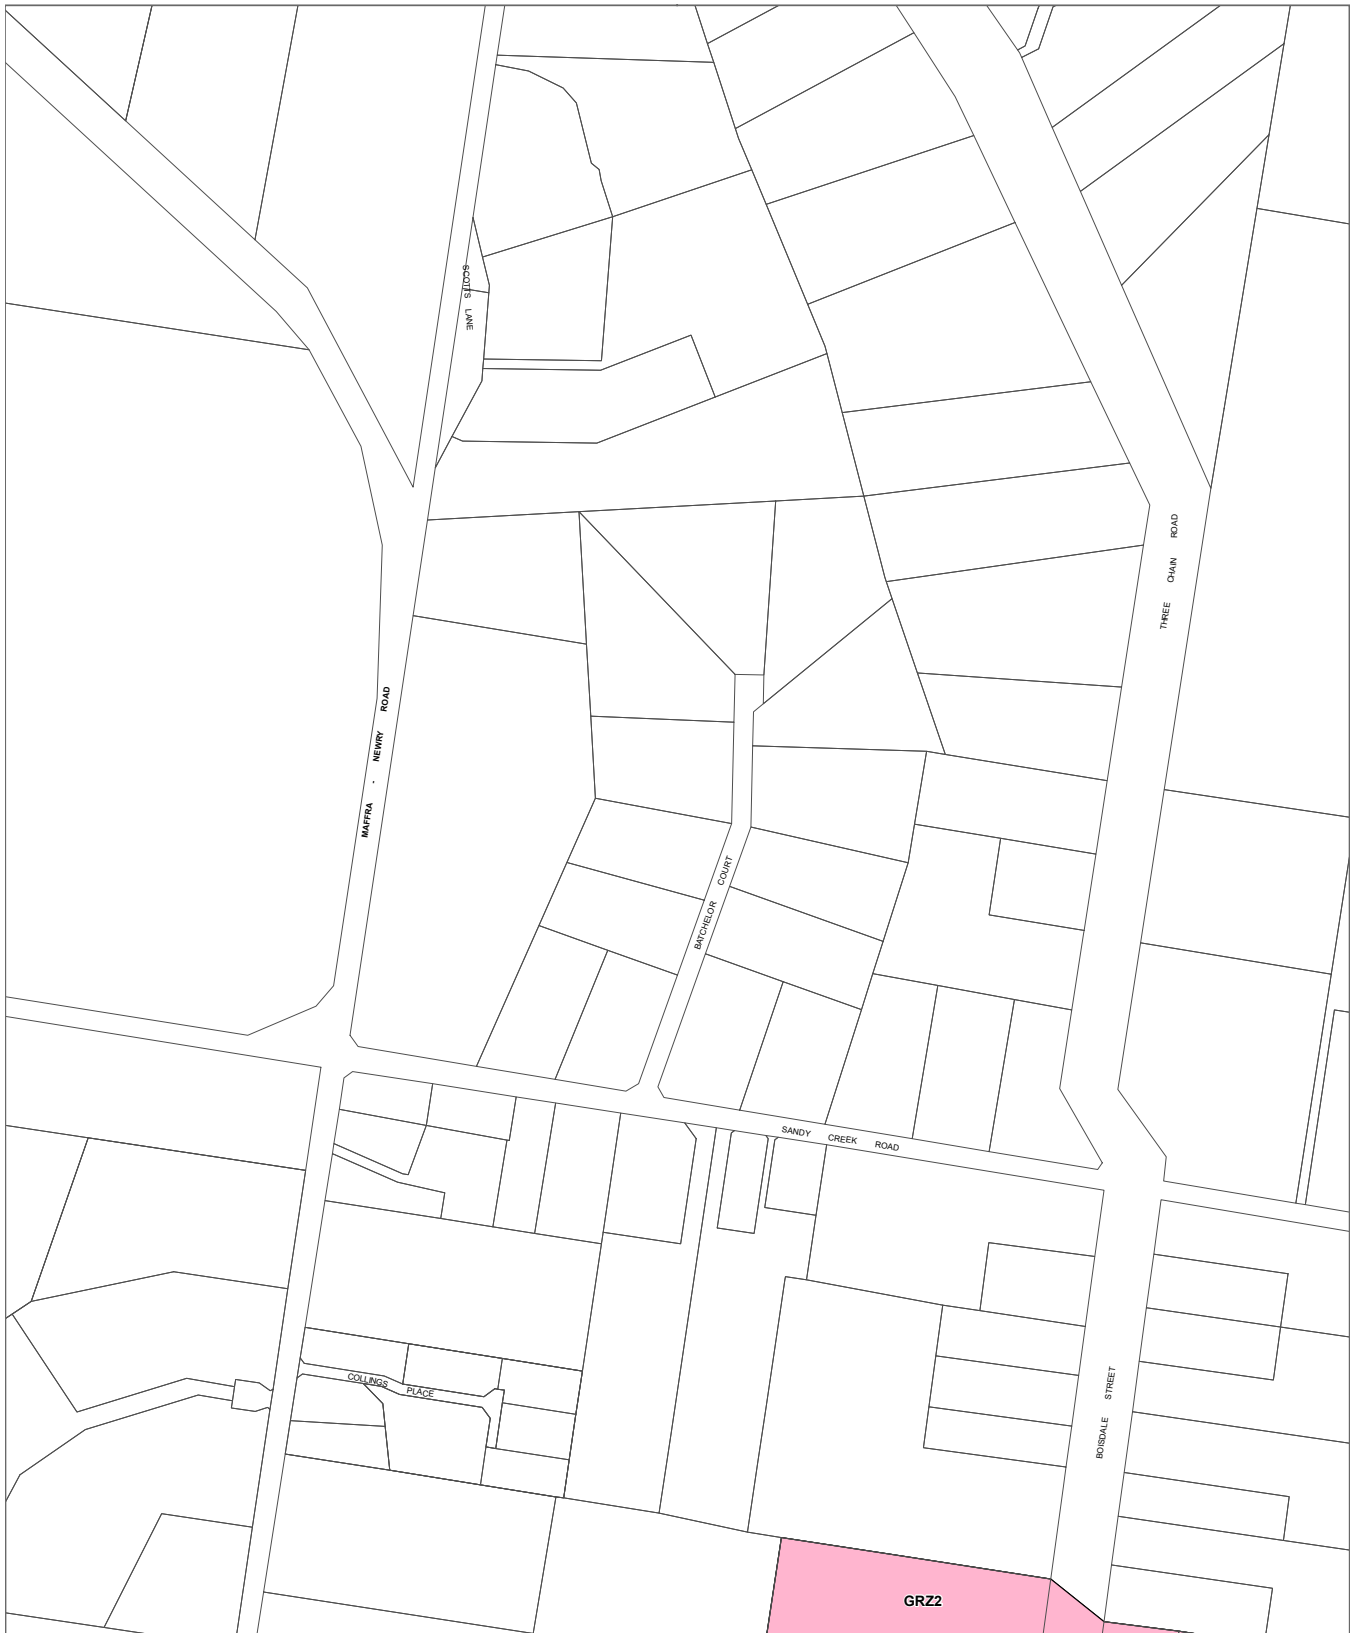 SCOTTS LANE
THREE CHAIN ROAD
MAFFRA - NEWRY ROAD
BATCHELOR COURT
SANDY CREEK ROAD
COLLINGS PLACE
BOISDALE STREET
GRZ2